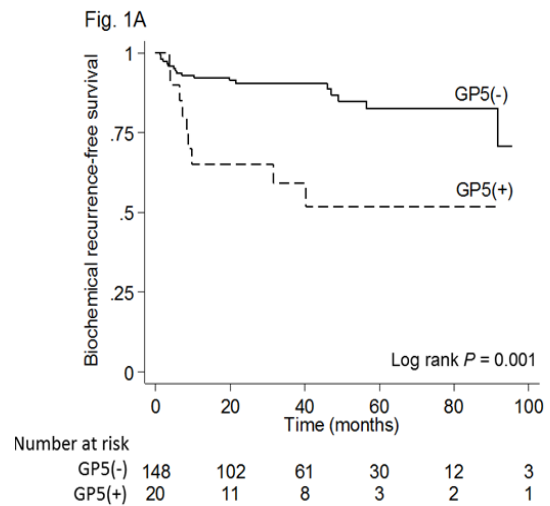 Fig. 1A
Biochemical recurrence-free survival
1
.75
.5
.25
0
GP5(-)
GP5(+)
Log rank P = 0.001
0 20 40 60 80 100
Time (months)
Number at risk
GP5(-) 148 102 61 30 12 3
GP5(+) 20 11 8 3 2 1